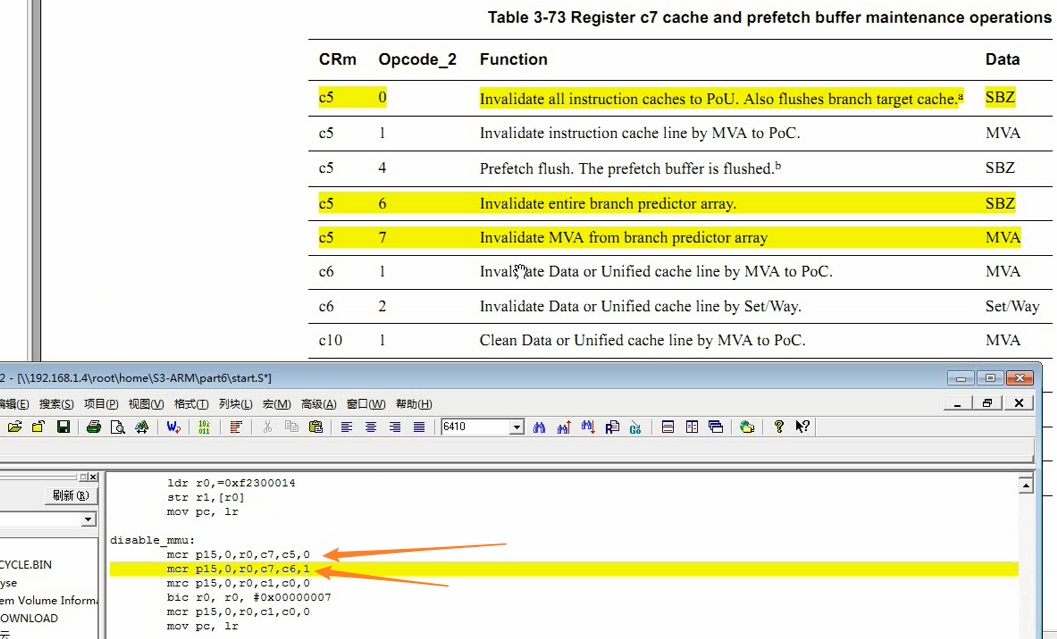 Table 3-73 Register c7 cache and prefetch buffer maintenance operations
CRm Opcode_2 Function Data
c5 0 Invalidate all instruction caches to PoU. Also flushes branch target cache.a SBZ
c5 1 Invalidate instruction cache line by MVA to PoC. MVA
c5 4 Prefetch flush. The prefetch buffer is flushed.b SBZ
c5 6 Invalidate entire branch predictor array. SBZ
c5 7 Invalidate MVA from branch predictor array MVA
c6 1 Invalidate Data or Unified cache line by MVA to PoC. MVA
c6 2 Invalidate Data or Unified cache line by Set/Way. Set/Way
c10 1 Clean Data or Unified cache line by MVA to PoC. MVA
2 - [\\192.168.1.4\root\home\S3-ARM\part6\start.S*]
编辑(E) 搜索(S) 项目(P) 视图(V) 格式(T) 列块(L) 宏(M) 高级(A) 窗口(W) 帮助(H)
6410
刷新(R)
CYCLE.BIN
yse
em Volume Informa
OWNLOAD
云
ldr r0,=0xf2300014
str r1,[r0]
mov pc, lr
disable_mmu:
mcr p15,0,r0,c7,c5,0
mcr p15,0,r0,c7,c6,1
mrc p15,0,r0,c1,c0,0
bic r0, r0, #0x00000007
mcr p15,0,r0,c1,c0,0
mov pc, lr